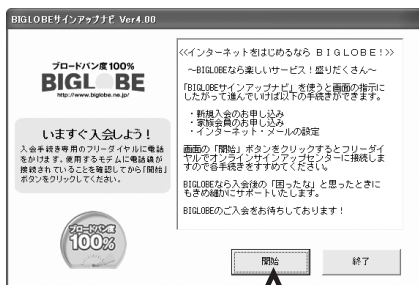 BIGLOBEサインアップナビ Ver4.00
ブロードバンド度100%
BIGLOBE
http://www.biglobe.ne.jp/
いますぐ入会しよう！
入会手続き専用のフリーダイヤルに電話
をかけます。使用するモデムに電話線が
接続されていることを確認してから「開始」
ボタンをクリックしてください。
ブロードバンド度
100%
<<インターネットをはじめるなら ＢＩＧＬＯＢＥ！>>
～BIGLOBEなら楽しいサービス！盛りだくさん～
「BIGLOBEサインアップナビ」を使うと画面の指示に
したがって進んでいけば以下の手続きができます。
・新規入会のお申し込み
・家族会員のお申し込み
・インターネット・メールの設定
画面の「開始」ボタンをクリックするとフリーダイ
ヤルでオンラインサインアップセンターに接続しま
すので各手続きをすすめてください。
BIGLOBEなら入会後の「困ったな」と思ったときに
もきめ細かにサポートいたします。
BIGLOBEのご入会をお待ちしております！
開始
終了